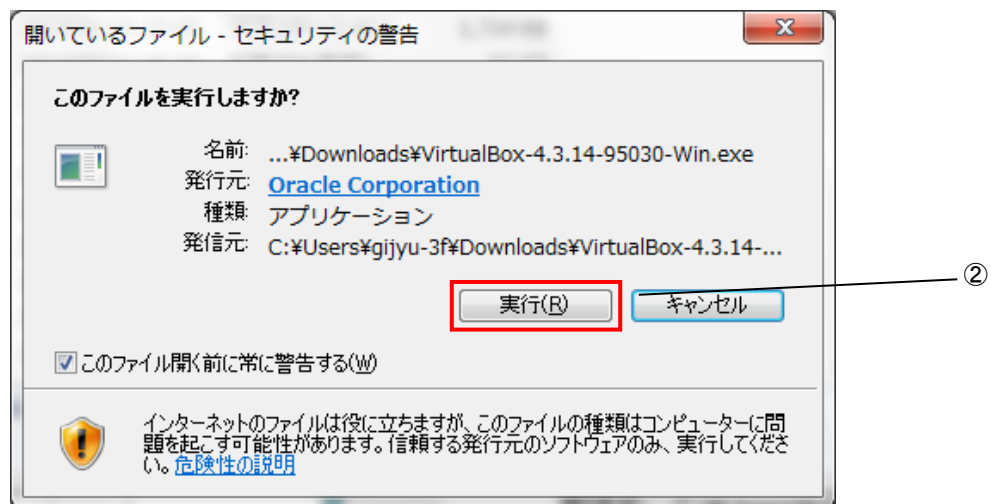 開いているファイル - セキュリティの警告
このファイルを実行しますか?
名前: ...¥Downloads¥VirtualBox-4.3.14-95030-Win.exe
発行元: Oracle Corporation
種類: アプリケーション
発信元: C:¥Users¥gijyu-3f¥Downloads¥VirtualBox-4.3.14-...
実行(R) キャンセル
②
このファイル開く前に常に警告する(W)
インターネットのファイルは役に立ちますが、このファイルの種類はコンピューターに問
題を起こす可能性があります。信頼する発行元のソフトウェアのみ、実行してくださ
い。危険性の説明